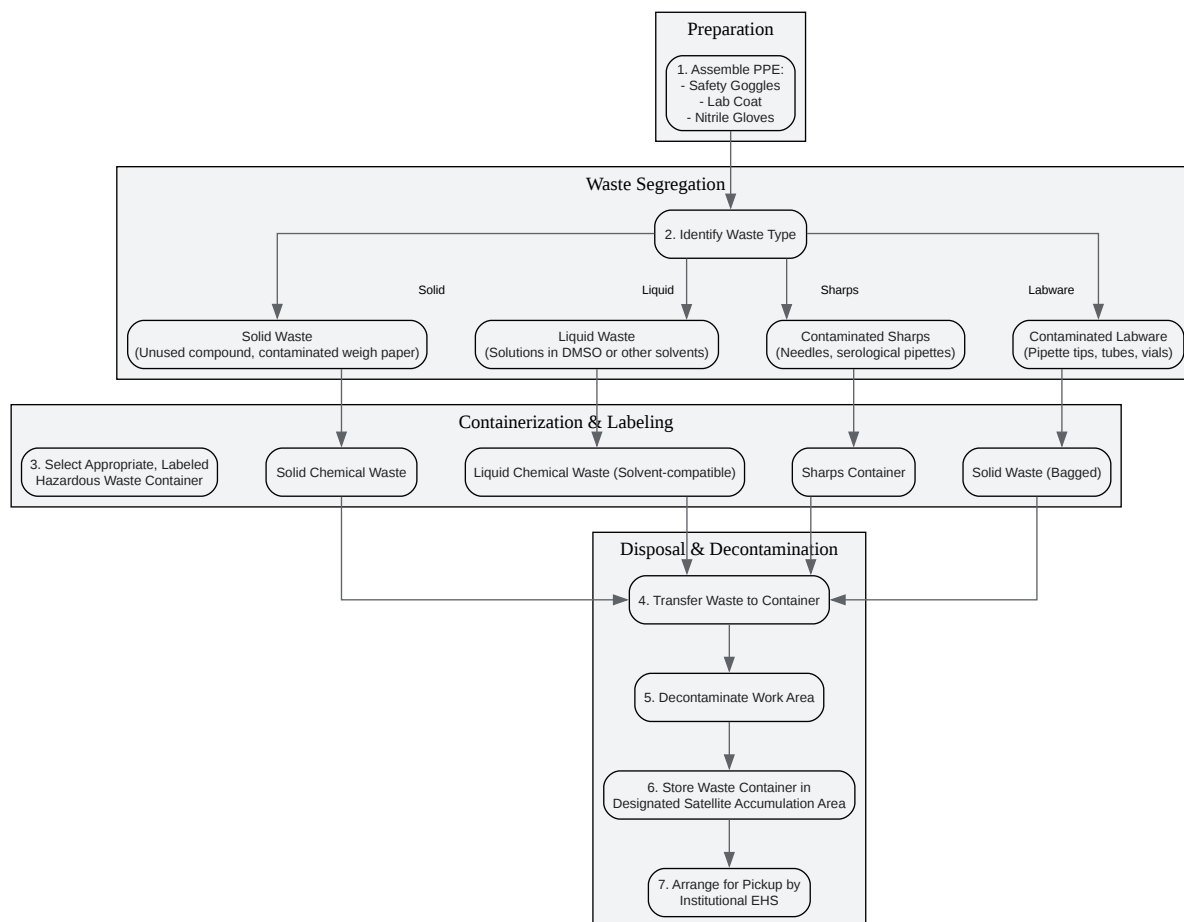 Preparation
1. Assemble PPE:
- Safety Goggles
- Lab Coat
- Nitrile Gloves
Waste Segregation
2. Identify Waste Type
Solid
Liquid
Sharps
Labware
Solid Waste
(Unused compound, contaminated weigh paper)
Liquid Waste
(Solutions in DMSO or other solvents)
Contaminated Sharps
(Needles, serological pipettes)
Contaminated Labware
(Pipette tips, tubes, vials)
Containerization & Labeling
3. Select Appropriate, Labeled
Hazardous Waste Container
Solid Chemical Waste
Liquid Chemical Waste (Solvent-compatible)
Sharps Container
Solid Waste (Bagged)
Disposal & Decontamination
4. Transfer Waste to Container
5. Decontaminate Work Area
6. Store Waste Container in
Designated Satellite Accumulation Area
7. Arrange for Pickup by
Institutional EHS